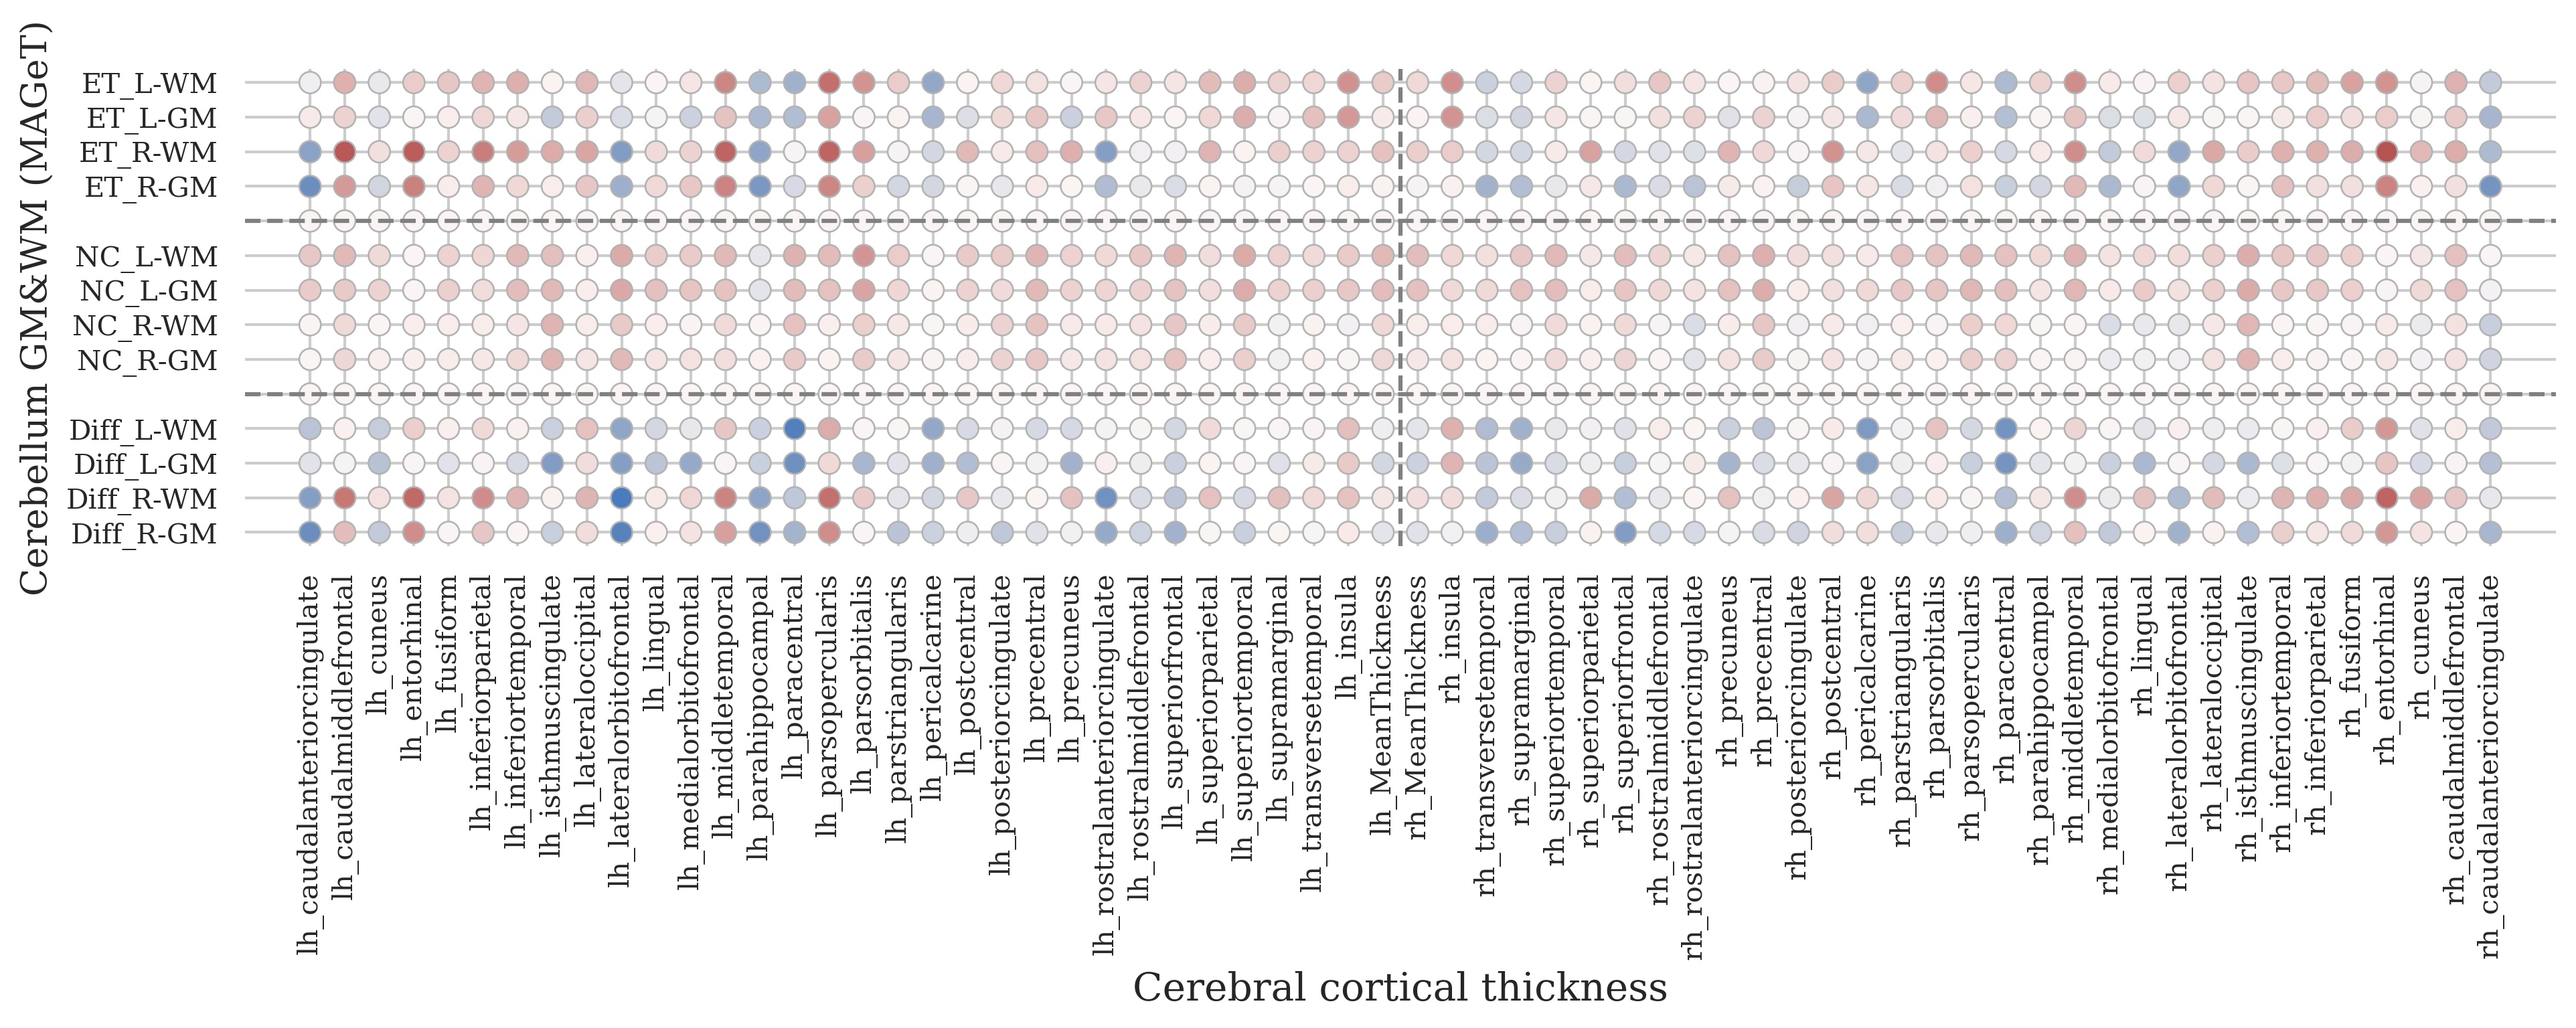 Cerebellum GM&WM (MAGeT)
ET_L-WM
ET_L-GM
ET_R-WM
ET_R-GM
NC_L-WM
NC_L-GM
NC_R-WM
NC_R-GM
Diff_L-WM
Diff_L-GM
Diff_R-WM
Diff_R-GM
lh_caudalanteriorcingulate
lh_caudalmiddlefrontal
lh_cuneus
lh_entorhinal
lh_fusiform
lh_inferiorparietal
lh_inferiortemporal
lh_isthmuscingulate
lh_lateraloccipital
lh_lateralorbitofrontal
lh_lingual
lh_medialorbitofrontal
lh_middletemporal
lh_parahippocampal
lh_paracentral
lh_parsopercularis
lh_parsorbitalis
lh_parstriangularis
lh_pericalcarine
lh_postcentral
lh_posteriorcingulate
lh_precentral
lh_precuneus
lh_rostralanteriorcingulate
lh_rostralmiddlefrontal
lh_superiorfrontal
lh_superiorparietal
lh_superiortemporal
lh_supramarginal
lh_transversetemporal
lh_insula
lh_MeanThickness
rh_MeanThickness
rh_insula
rh_transversetemporal
rh_supramarginal
rh_superiortemporal
rh_superiorparietal
rh_superiorfrontal
rh_rostralmiddlefrontal
rh_rostralanteriorcingulate
rh_precuneus
rh_precentral
rh_posteriorcingulate
rh_postcentral
rh_pericalcarine
rh_parstriangularis
rh_parsorbitalis
rh_parsopercularis
rh_paracentral
rh_parahippocampal
rh_middletemporal
rh_medialorbitofrontal
rh_lingual
rh_lateralorbitofrontal
rh_lateraloccipital
rh_isthmuscingulate
rh_inferiortemporal
rh_inferiorparietal
rh_fusiform
rh_entorhinal
rh_cuneus
rh_caudalmiddlefrontal
rh_caudalanteriorcingulate
Cerebral cortical thickness